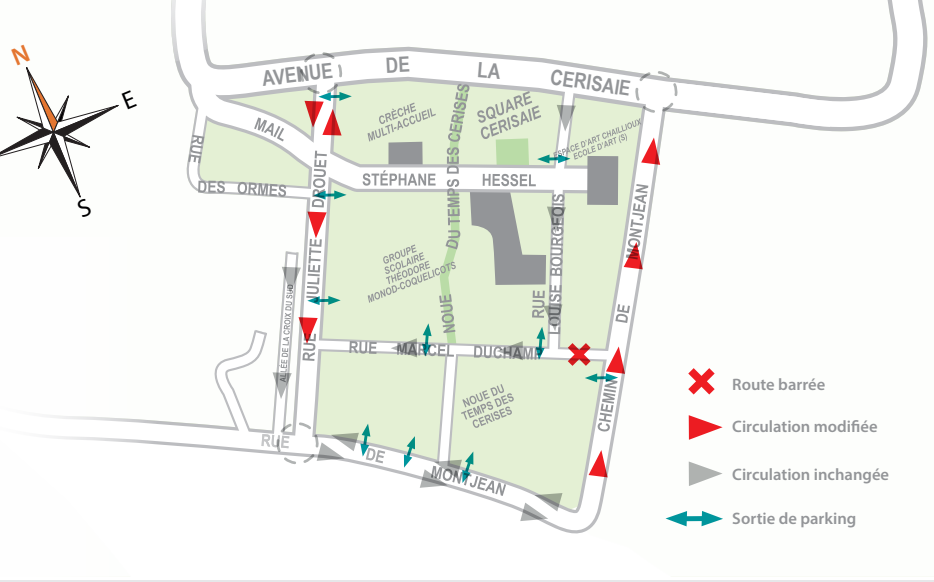 N
E
S
AVENUE DE LA CERISAIE
MAIL
STÉPHANE HESSEL
CRÈCHE
MULTI-ACCUEIL
SQUARE
CERISAIE
ESPACE D'ART CHAILLIOUX
ECOLE D'ART (S)
RUE
DES ORMES
RUE JULIETTE DROUET
NOUE DU TEMPS DES CERISES
GROUPE
SCOLAIRE
THÉODORE
MONOD-COQUELICOTS
RUE
LOUISE BOURGEOIS
CHEMIN DE MONTJEAN
ALLÉE DE LA CROIX DU SUD
RUE MARCEL DUCHAMP
NOUE DU
TEMPS DES
CERISES
RUE DE MONTJEAN
Route barrée
Circulation modifiée
Circulation inchangée
Sortie de parking